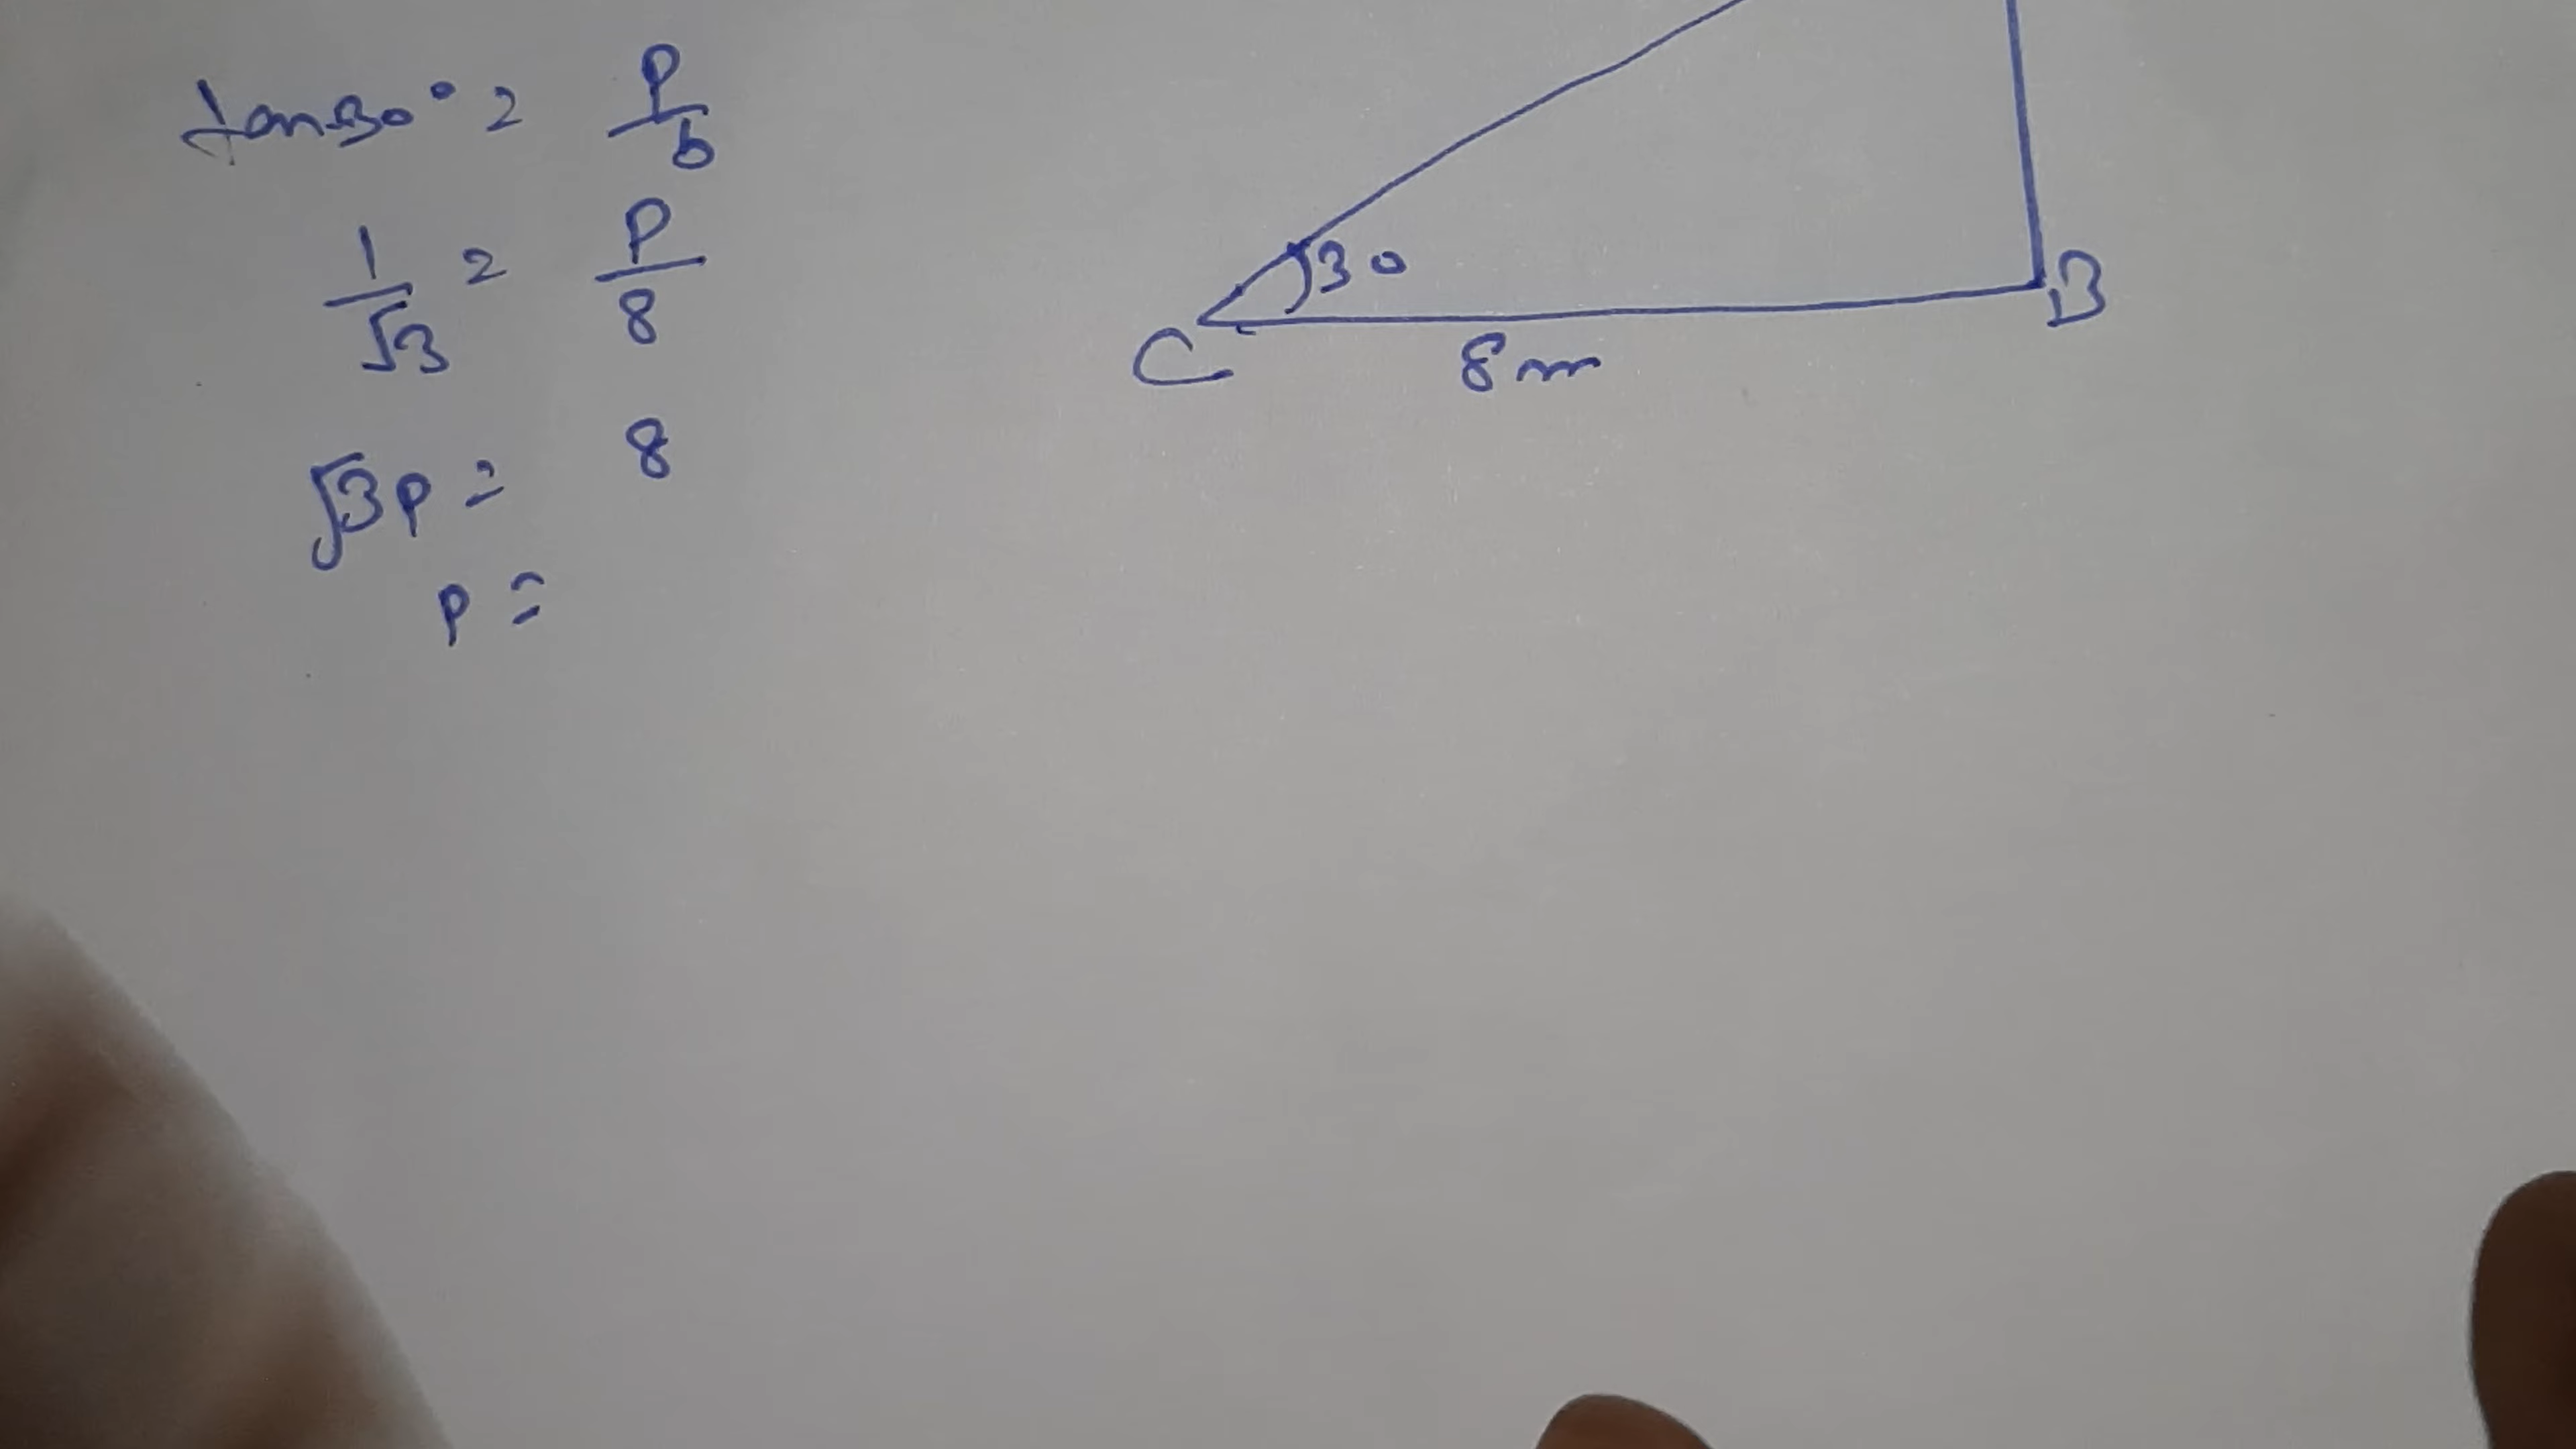 tan30° = P/b
1/√3 = P/8
√3P = 8
P =
30
C
B
8m